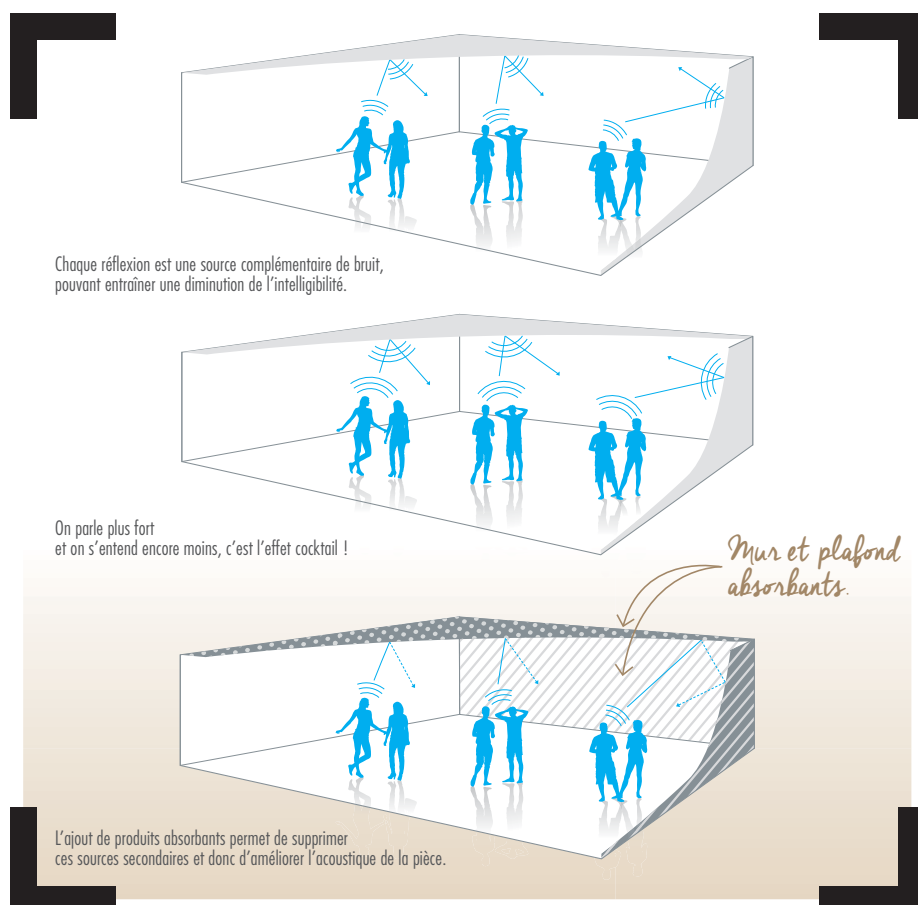 Chaque réflexion est une source complémentaire de bruit,
pouvant entraîner une diminution de l’intelligibilité.
On parle plus fort
et on s’entend encore moins, c’est l’effet cocktail !
Mur et plafond
absorbants.
L’ajout de produits absorbants permet de supprimer
ces sources secondaires et donc d’améliorer l’acoustique de la pièce.